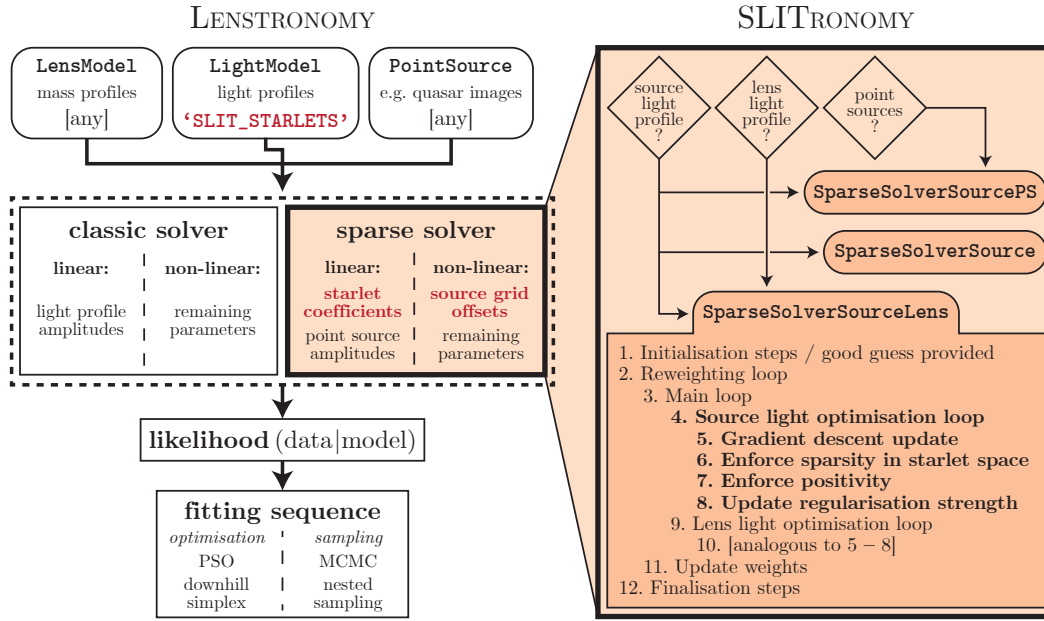 LENSTRONOMY
LensModel
mass profiles
[any]
LightModel
light profiles
‘SLIT_STARLETS’
PointSource
e.g. quasar images
[any]
classic solver
linear:
light profile
amplitudes
non-linear:
remaining
parameters
sparse solver
linear:
starlet
coefficients
point source
amplitudes
non-linear:
source grid
offsets
remaining
parameters
likelihood (data|model)
fitting sequence
optimisation
PSO
downhill
simplex
sampling
MCMC
nested
sampling
SLITRONOMY
source
light
profile
?
lens
light
profile
?
point
sources
?
SparseSolverSourcePS
SparseSolverSource
SparseSolverSourceLens
1. Initialisation steps / good guess provided
2. Reweighting loop
3. Main loop
4. Source light optimisation loop
5. Gradient descent update
6. Enforce sparsity in starlet space
7. Enforce positivity
8. Update regularisation strength
9. Lens light optimisation loop
10. [analogous to 5 – 8]
11. Update weights
12. Finalisation steps